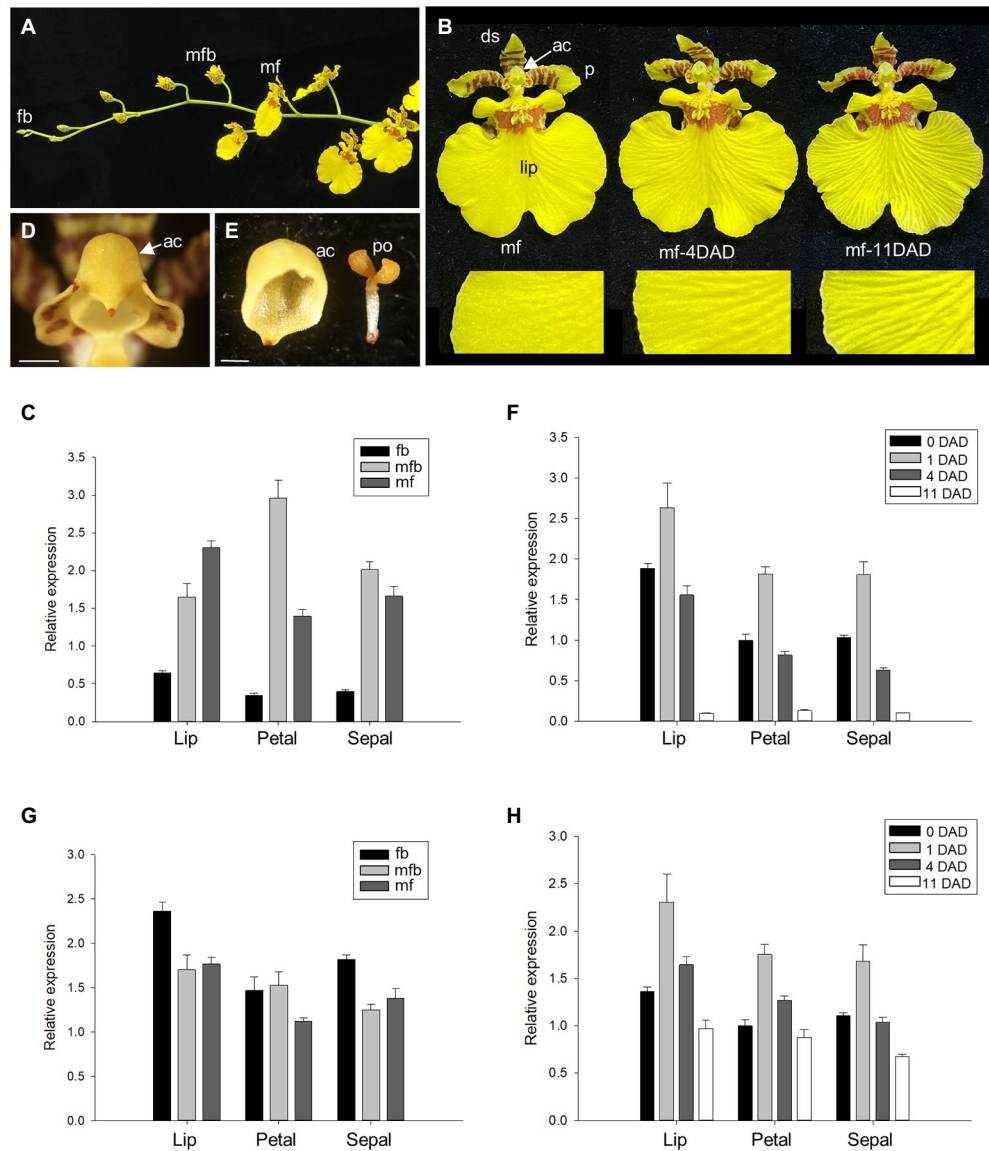 A
fb
mfb
mf
B
ds
ac
p
lip
mf
mf-4DAD
mf-11DAD
D
ac
E
ac
po
C
fb
mfb
mf
Relative expression
3.5
3.0
2.5
2.0
1.5
1.0
0.5
0.0
Lip Petal Sepal
F
0 DAD
1 DAD
4 DAD
11 DAD
Relative expression
3.5
3.0
2.5
2.0
1.5
1.0
0.5
0.0
Lip Petal Sepal
G
fb
mfb
mf
Relative expression
3.0
2.5
2.0
1.5
1.0
0.5
0.0
Lip Petal Sepal
H
0 DAD
1 DAD
4 DAD
11 DAD
Relative expression
3.0
2.5
2.0
1.5
1.0
0.5
0.0
Lip Petal Sepal